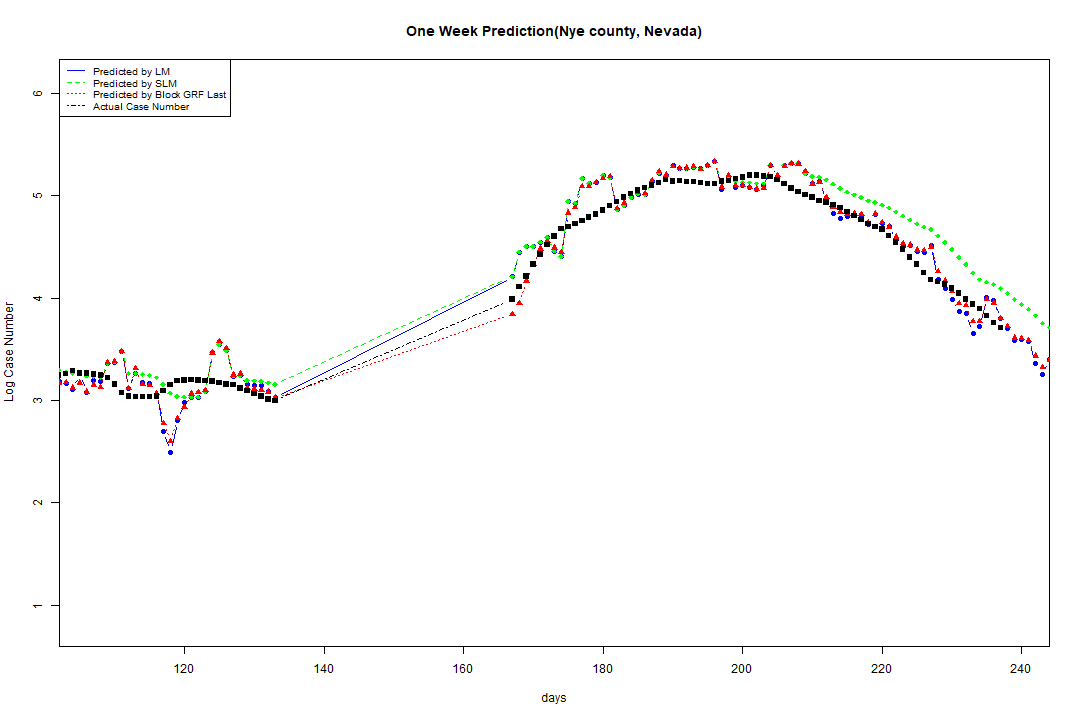 One Week Prediction(Nye county, Nevada)
Predicted by LM
Predicted by SLM
Predicted by Block GRF Last
Actual Case Number
6
5
4
3
2
1
Log Case Number
120 140 160 180 200 220 240
days